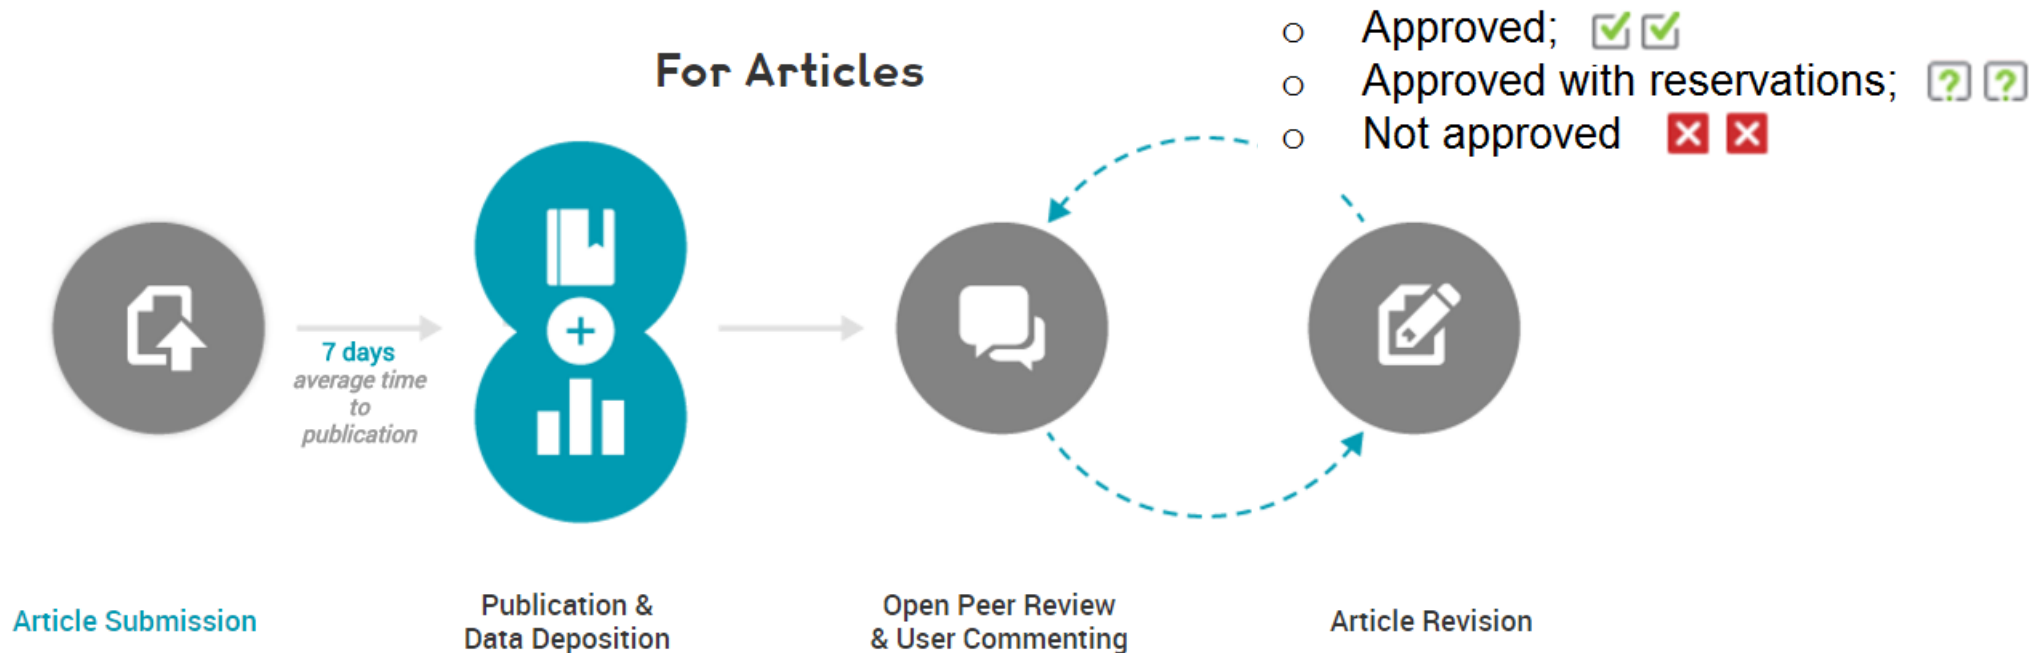 For Articles
o Approved;
o Approved with reservations; ? ?
o Not approved
7 days
average time
to
publication
Article Submission
Publication &
Data Deposition
Open Peer Review
& User Commenting
Article Revision